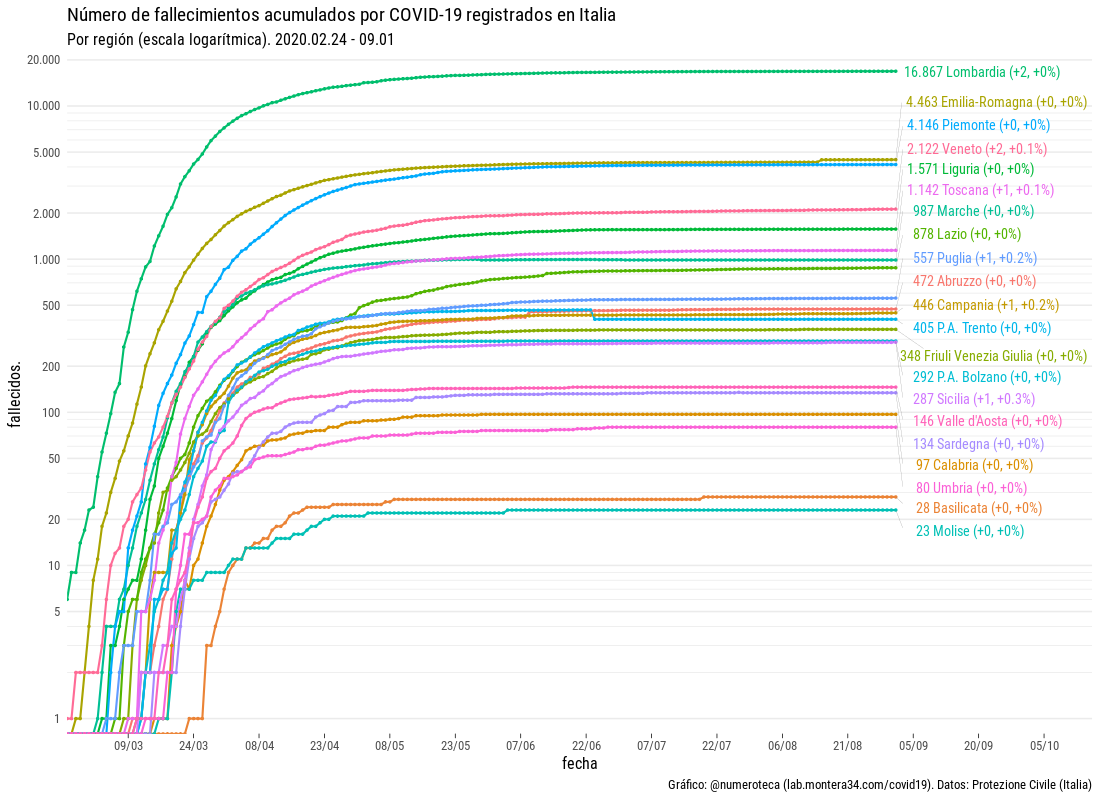 Número de fallecimientos acumulados por COVID-19 registrados en Italia
Por región (escala logarítmica). 2020.02.24 - 09.01
20.000
10.000
5.000
2.000
1.000
500
200
100
50
20
10
5
1
fallecidos.
16.867 Lombardia (+2, +0%)
4.463 Emilia-Romagna (+0, +0%)
4.146 Piemonte (+0, +0%)
2.122 Veneto (+2, +0.1%)
1.571 Liguria (+0, +0%)
1.142 Toscana (+1, +0.1%)
987 Marche (+0, +0%)
878 Lazio (+0, +0%)
557 Puglia (+1, +0.2%)
472 Abruzzo (+0, +0%)
446 Campania (+1, +0.2%)
405 P.A. Trento (+0, +0%)
348 Friuli Venezia Giulia (+0, +0%)
292 P.A. Bolzano (+0, +0%)
287 Sicilia (+1, +0.3%)
146 Valle d'Aosta (+0, +0%)
134 Sardegna (+0, +0%)
97 Calabria (+0, +0%)
80 Umbria (+0, +0%)
28 Basilicata (+0, +0%)
23 Molise (+0, +0%)
09/03 24/03 08/04 23/04 08/05 23/05 07/06 22/06 07/07 22/07 06/08 21/08 05/09 20/09 05/10
fecha
Gráfico: @numeroteca (lab.montera34.com/covid19). Datos: Protezione Civile (Italia)